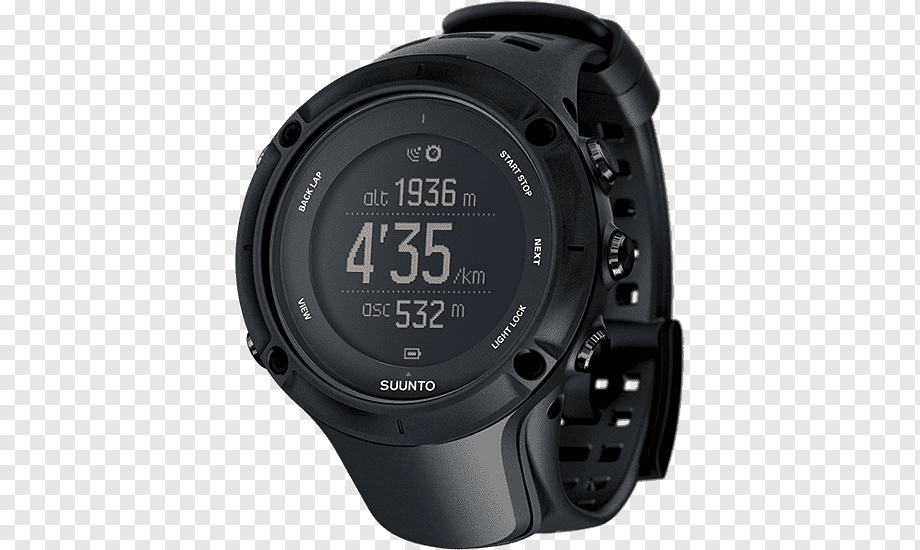 BACK LAP
START STOP
alt 1936 m
4'35/km
NEXT
asc 532 m
VIEW
LIGHT LOCK
SUUNTO